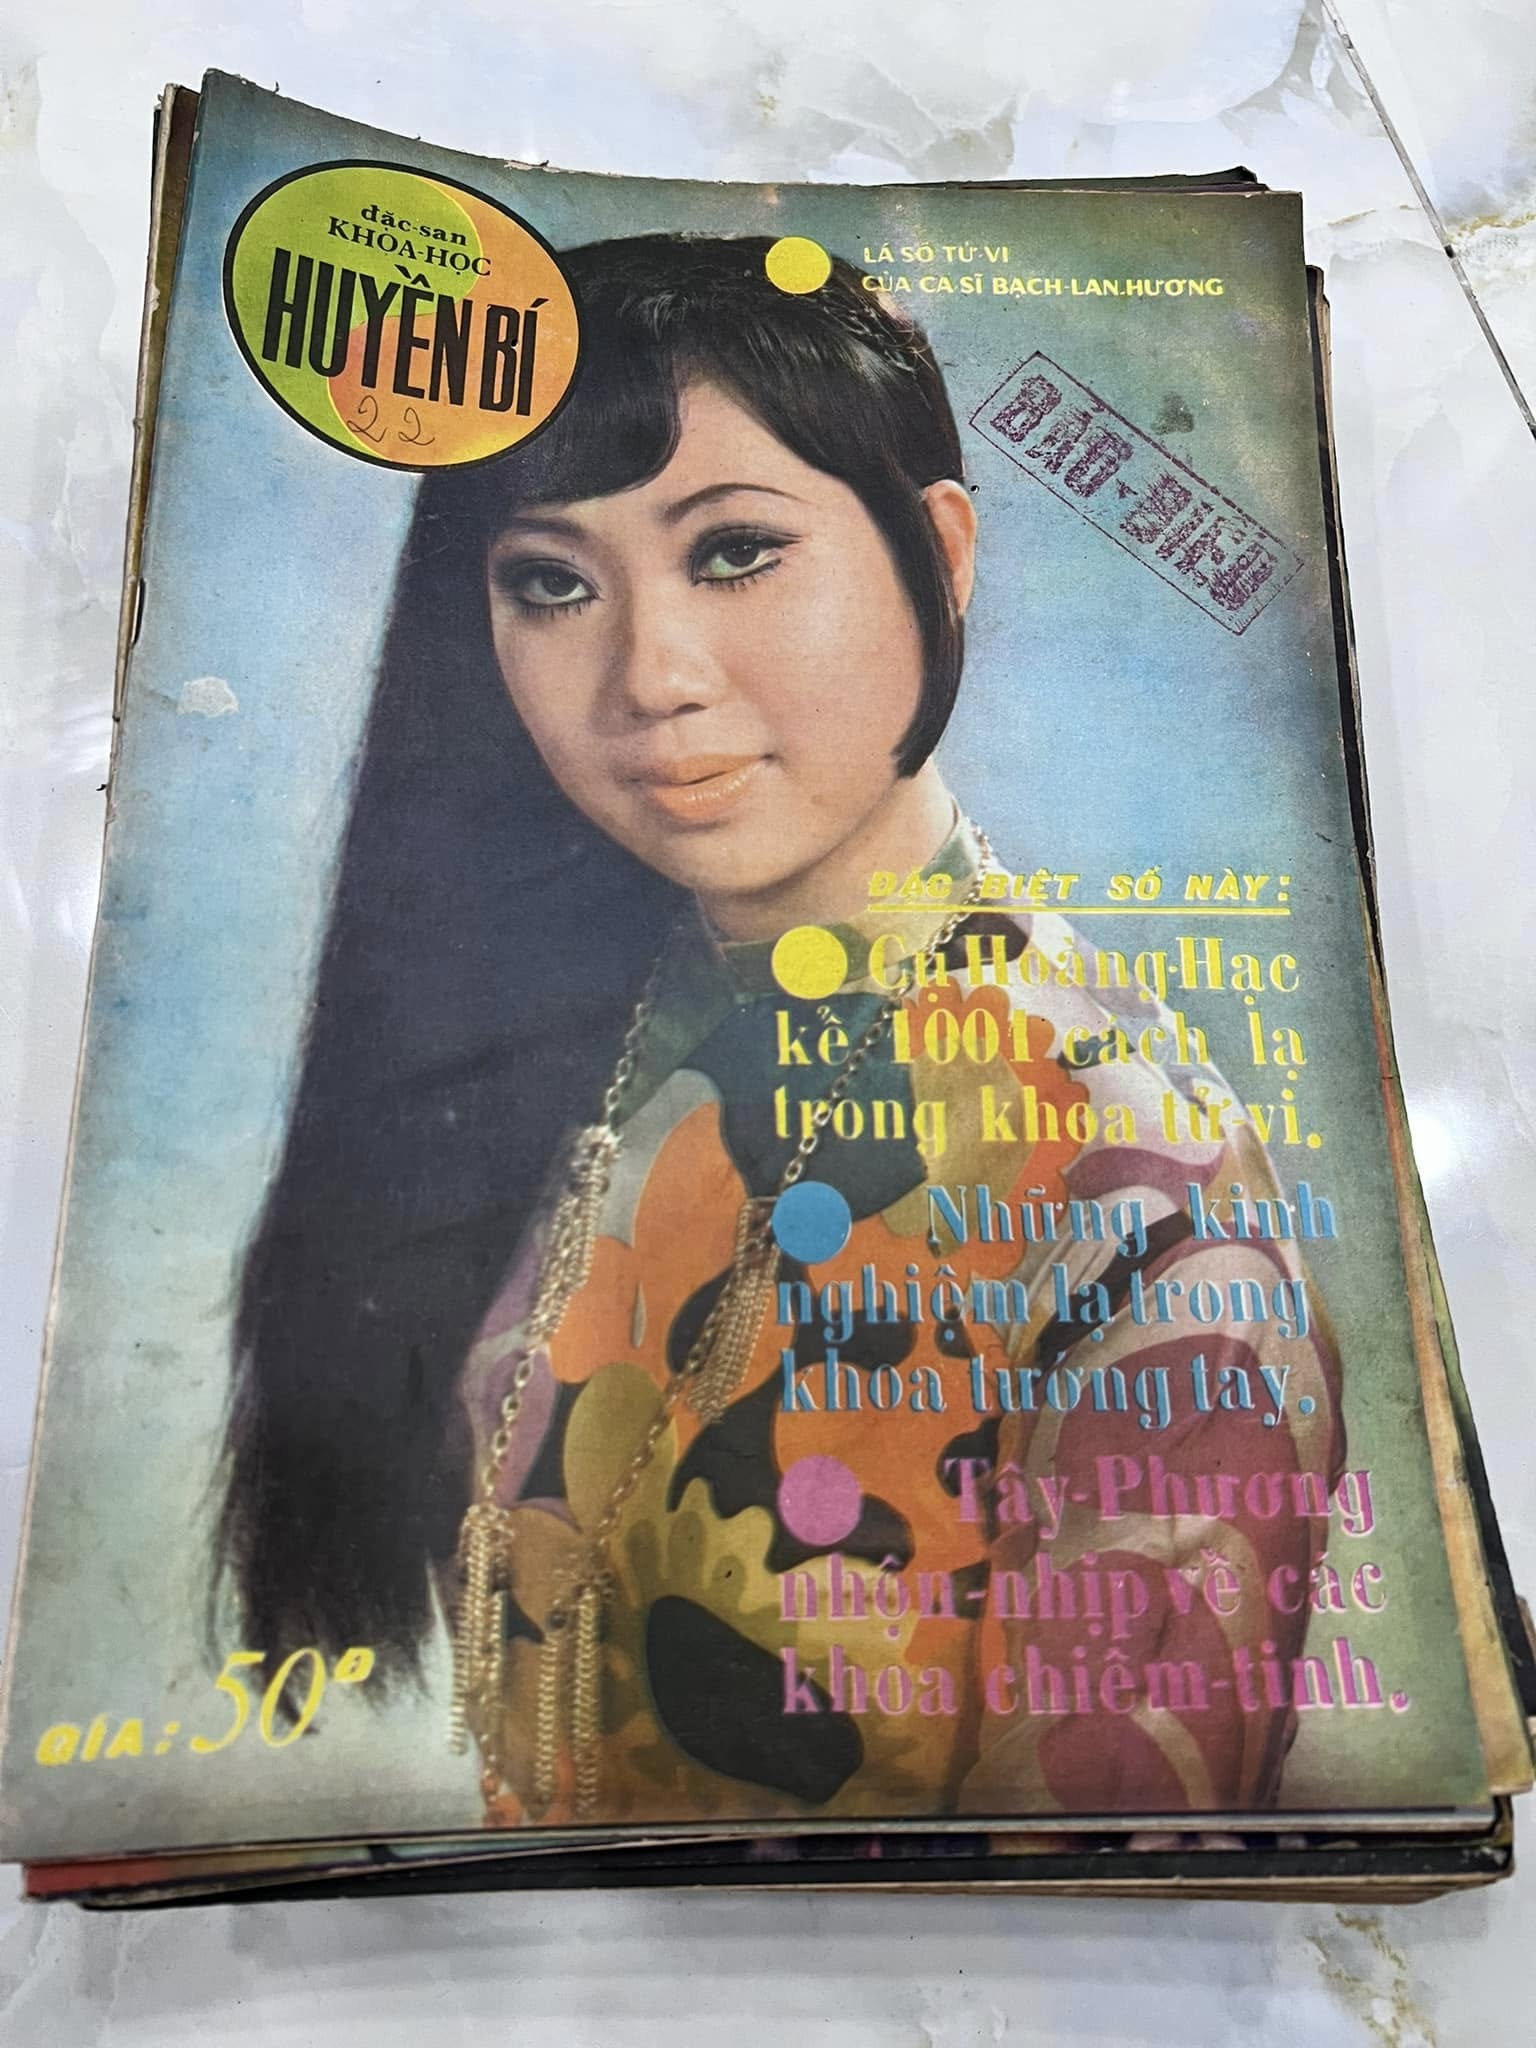 đặc-san
KHOA-HỌC
HUYỀN BÍ
22
LÁ SỐ TỬ-VI
CỦA CA-SĨ BẠCH-LAN-HƯƠNG
BÁO-BIẾU
ĐẶC BIỆT SỐ NÀY:
Cụ Hoàng-Hạc
kể 1001 cách lạ
trong khoa tử-vi.
Những kinh
nghiệm lạ trong
khoa tướng tay.
Tây-Phương
nhộn-nhịp về các
khoa chiêm-tinh.
GIÁ: 50đ